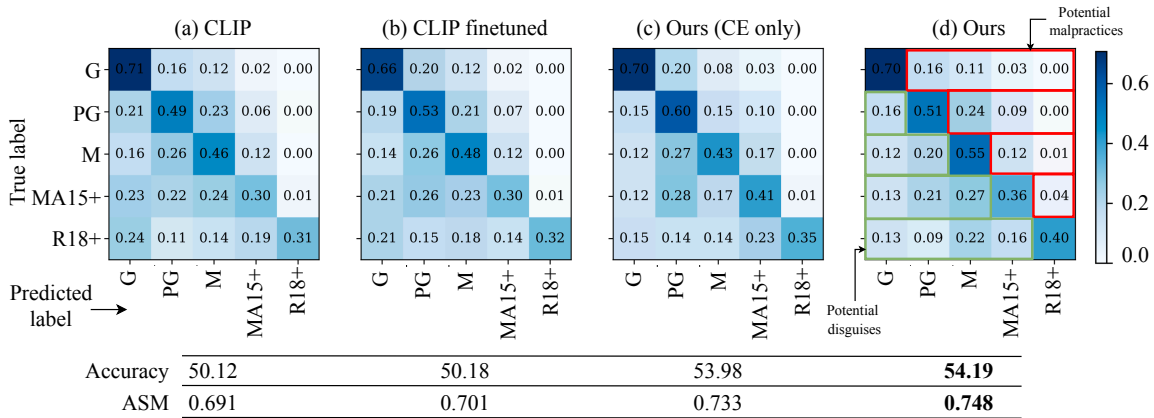 (a) CLIP (b) CLIP finetuned (c) Ours (CE only) (d) Ours
Potential
malpractices
True label
G 0.71 0.16 0.12 0.02 0.00 0.66 0.20 0.12 0.02 0.00 0.70 0.20 0.08 0.03 0.00 0.70 0.16 0.11 0.03 0.00
PG 0.21 0.49 0.23 0.06 0.00 0.19 0.53 0.21 0.07 0.00 0.15 0.60 0.15 0.10 0.00 0.16 0.51 0.24 0.09 0.00
M 0.16 0.26 0.46 0.12 0.00 0.14 0.26 0.48 0.12 0.00 0.12 0.27 0.43 0.17 0.00 0.12 0.20 0.55 0.12 0.01
MA15+ 0.23 0.22 0.24 0.30 0.01 0.21 0.26 0.23 0.30 0.01 0.12 0.28 0.17 0.41 0.01 0.13 0.21 0.27 0.36 0.04
R18+ 0.24 0.11 0.14 0.19 0.31 0.21 0.15 0.18 0.14 0.32 0.15 0.14 0.14 0.23 0.35 0.13 0.09 0.22 0.16 0.40
0.6
0.4
0.2
0.0
Predicted
label
G PG M MA15+ R18+ G PG M MA15+ R18+ G PG M MA15+ R18+ G PG M MA15+ R18+
Potential
disguises
Accuracy 50.12 50.18 53.98 54.19
ASM 0.691 0.701 0.733 0.748